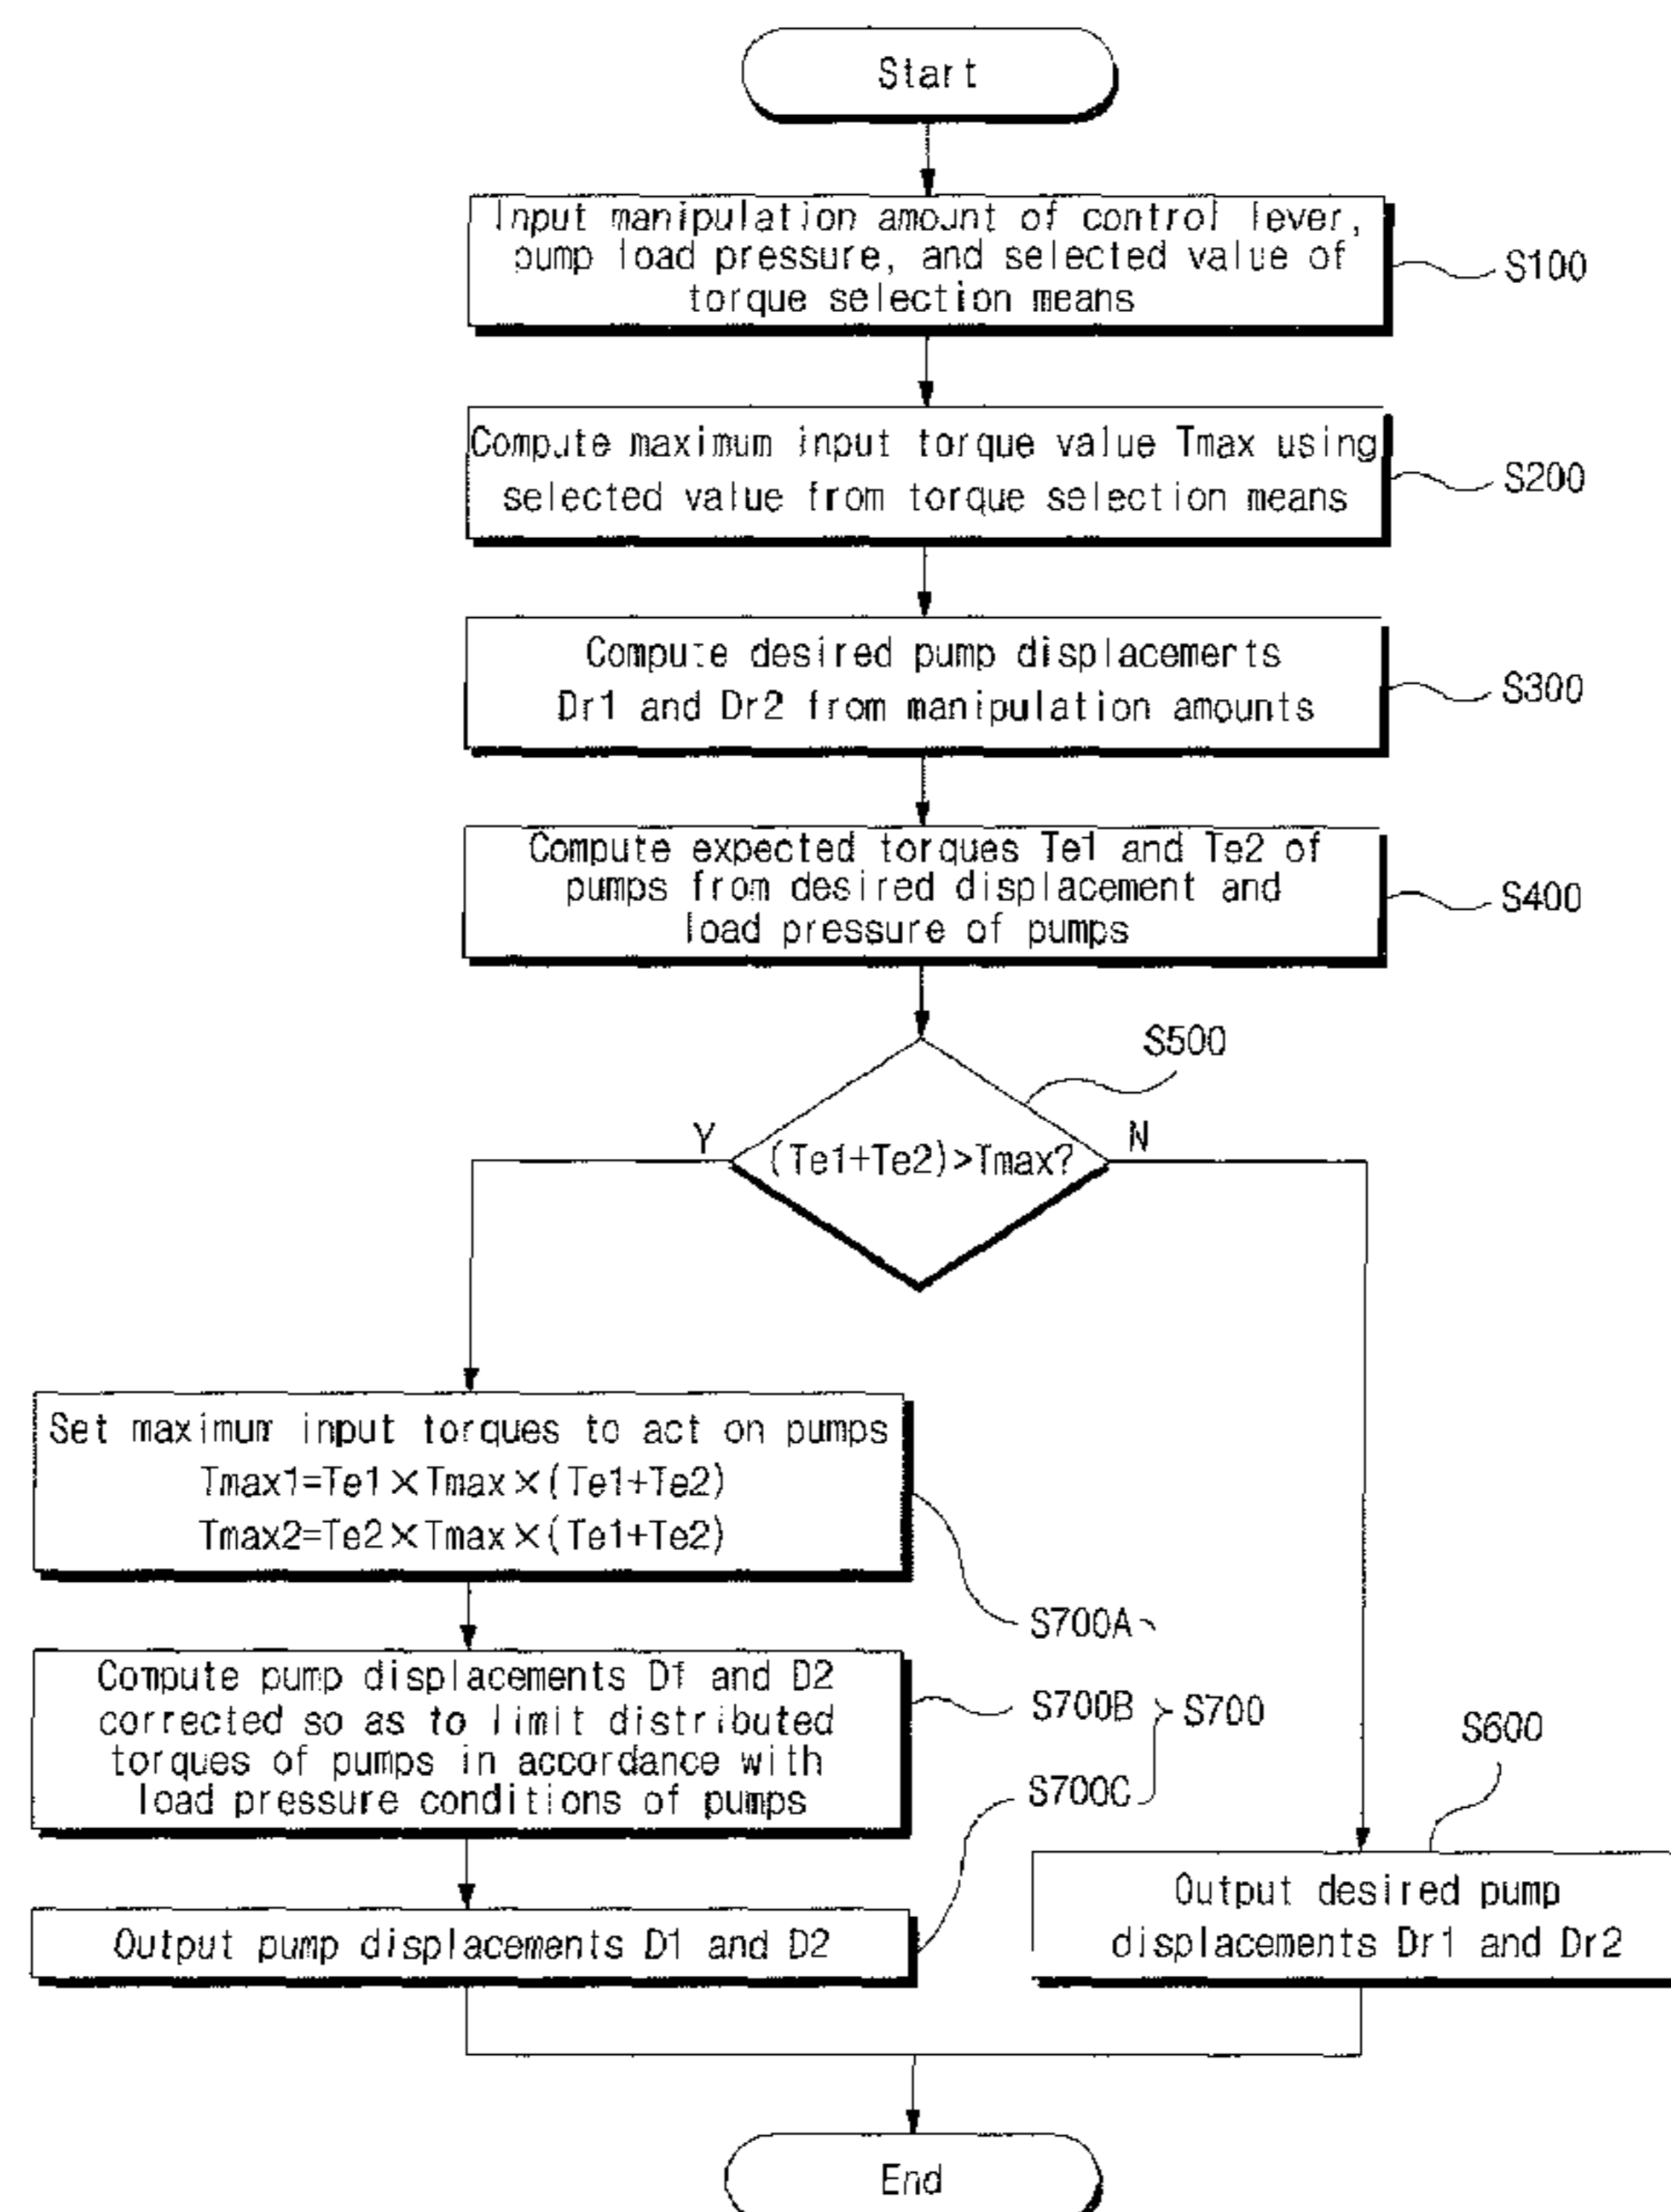 Start
Input manipulation amount of control lever,
pump load pressure, and selected value of
torque selection means
S100
Compute maximum input torque value Tmax using
selected value from torque selection means
S200
Compute desired pump displacements
Dr1 and Dr2 from manipulation amounts
S300
Compute expected torques Te1 and Te2 of
pumps from desired displacement and
load pressure of pumps
S400
S500
(Te1+Te2)>Tmax?
Y
N
Set maximum input torques to act on pumps
Tmax1=Te1×Tmax×(Te1+Te2)
Tmax2=Te2×Tmax×(Te1+Te2)
S700A
Compute pump displacements D1 and D2
corrected so as to limit distributed
torques of pumps in accordance with
load pressure conditions of pumps
S700B
S700
S700C
Output pump displacements D1 and D2
S600
Output desired pump
displacements Dr1 and Dr2
End